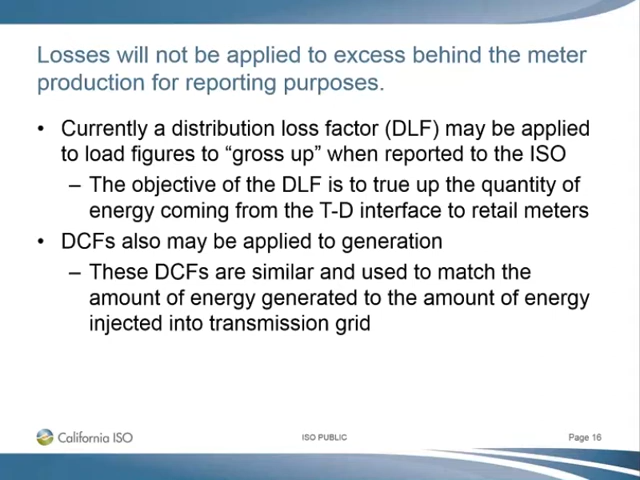 Losses will not be applied to excess behind the meter
production for reporting purposes.
• Currently a distribution loss factor (DLF) may be applied
to load figures to “gross up” when reported to the ISO
– The objective of the DLF is to true up the quantity of
energy coming from the T-D interface to retail meters
• DCFs also may be applied to generation
– These DCFs are similar and used to match the
amount of energy generated to the amount of energy
injected into transmission grid
California ISO
ISO PUBLIC
Page 16